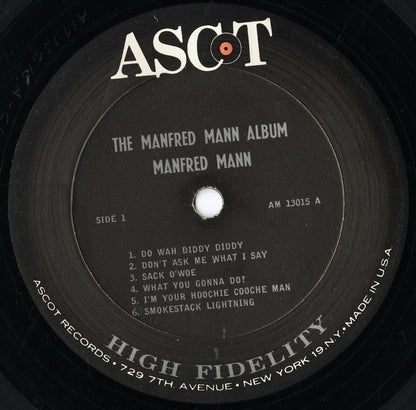 ASCOT
THE MANFRED MANN ALBUM
MANFRED MANN
SIDE 1
AM 13015 A
1. DO WAH DIDDY DIDDY
2. DON'T ASK ME WHAT I SAY
3. SACK O'WOE
4. WHAT YOU GONNA DO?
5. I'M YOUR HOOCHIE COOCHE MAN
6. SMOKESTACK LIGHTNING
HIGH FIDELITY
ASCOT RECORDS • 729 7TH. AVENUE • NEW YORK 19.N.Y. • MADE IN U.S.A